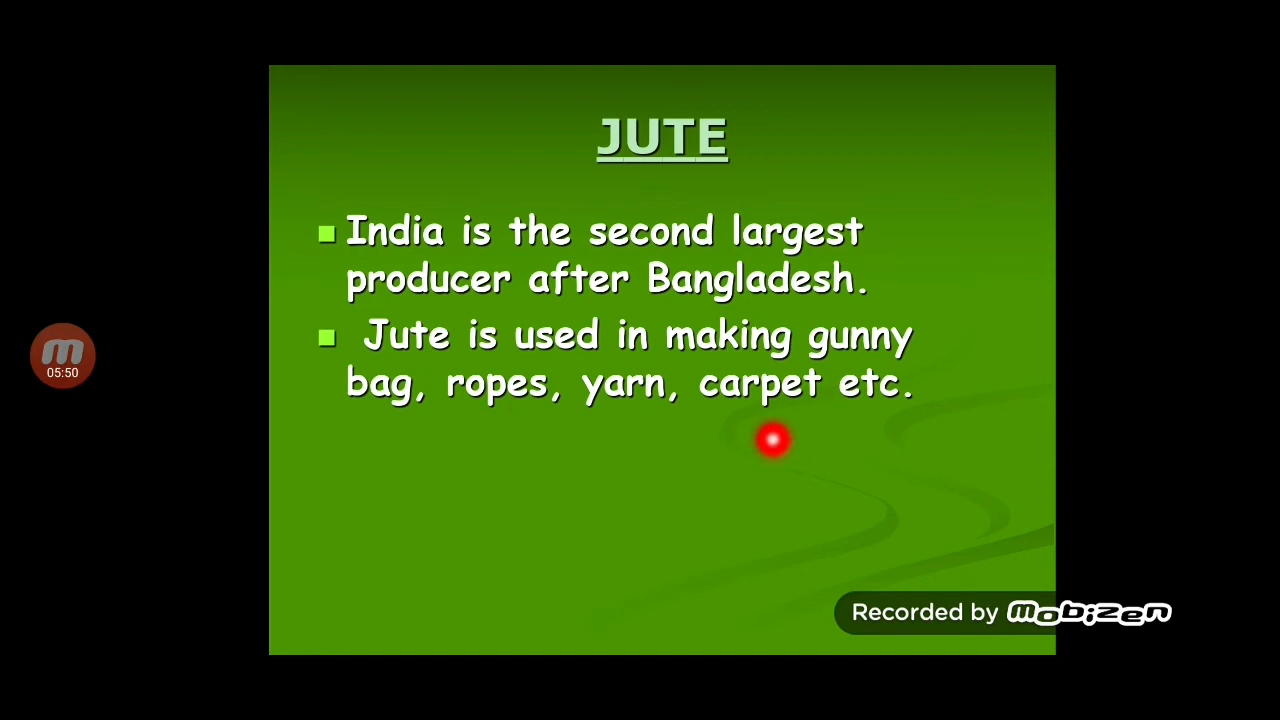 JUTE
India is the second largest
producer after Bangladesh.
Jute is used in making gunny
bag, ropes, yarn, carpet etc.
05:50
Recorded by mobizen